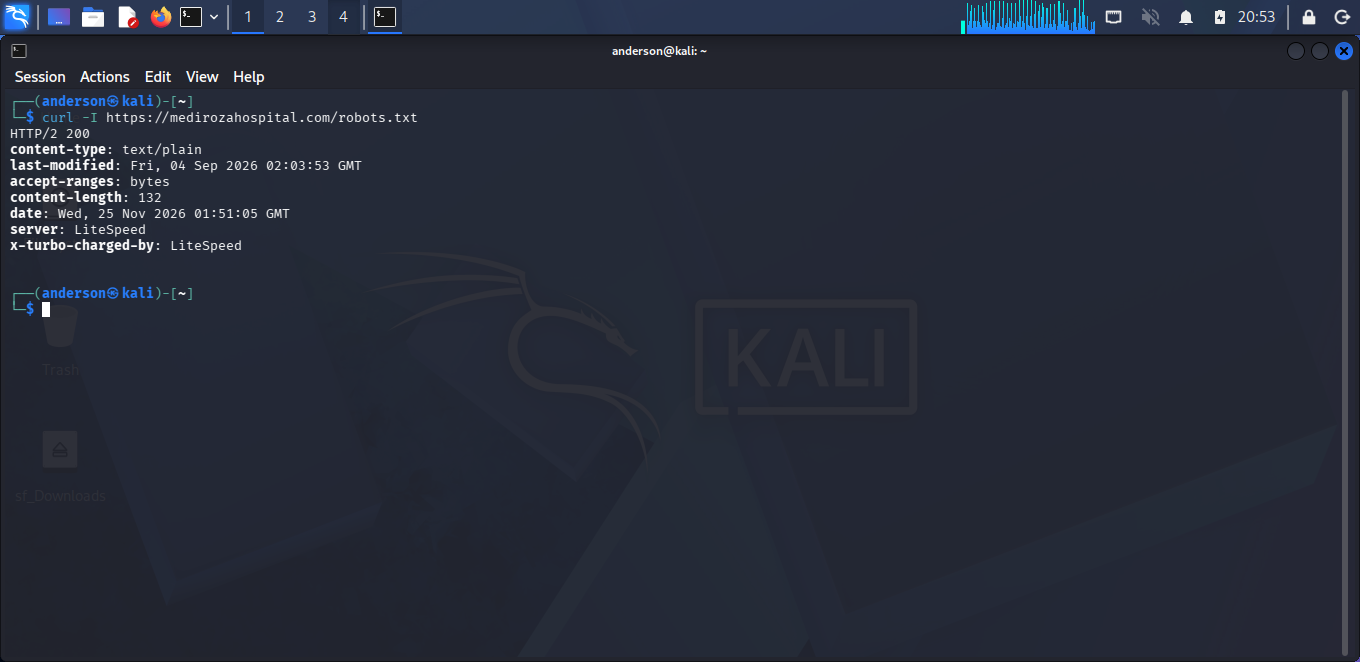 1 2 3 4 20:53
anderson@kali: ~
Session Actions Edit View Help
┌──(anderson㉿kali)-[~]
└─$ curl -I https://medirozahospital.com/robots.txt
HTTP/2 200
content-type: text/plain
last-modified: Fri, 04 Sep 2026 02:03:53 GMT
accept-ranges: bytes
content-length: 132
date: Wed, 25 Nov 2026 01:51:05 GMT
server: LiteSpeed
x-turbo-charged-by: LiteSpeed
┌──(anderson㉿kali)-[~]
└─$
KALI
Trash
sf_Downloads